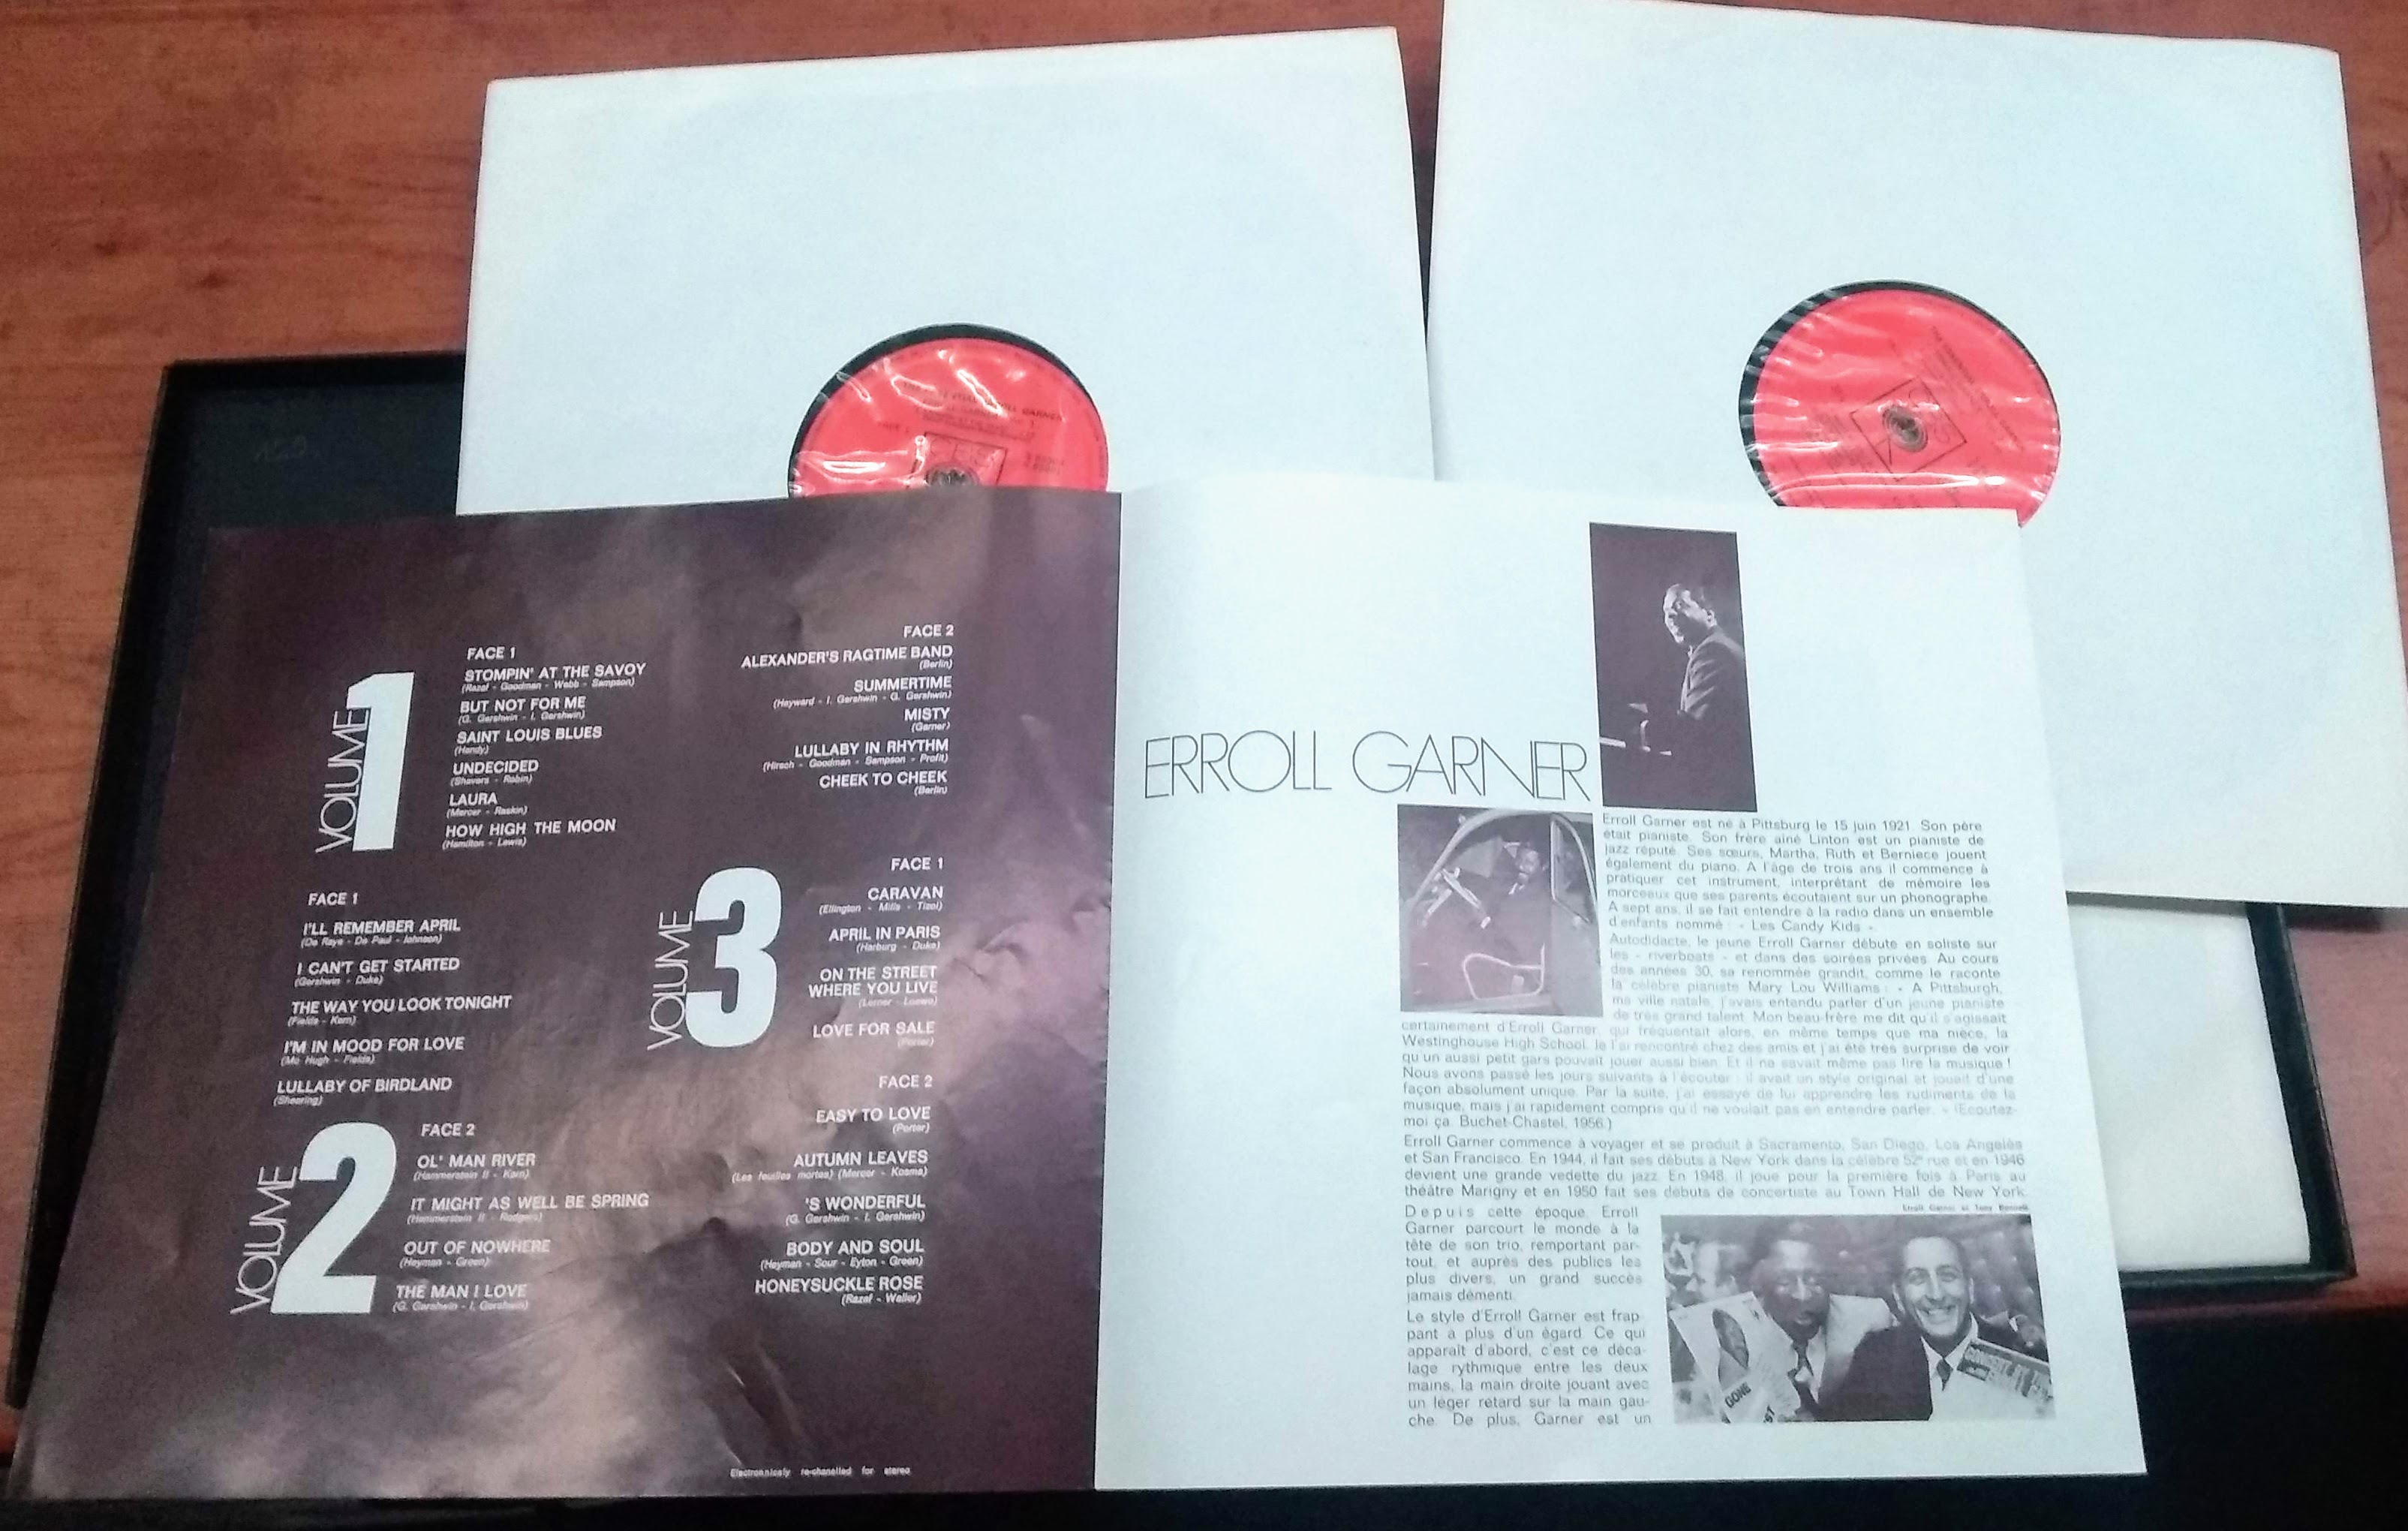 VOLUME 1
FACE 1
STOMPIN' AT THE SAVOY
(Razaf - Goodman - Webb - Sampson)
BUT NOT FOR ME
(G. Gershwin - I. Gershwin)
SAINT LOUIS BLUES
(Handy)
UNDECIDED
(Shavers - Robin)
LAURA
(Mercer - Raskin)
HOW HIGH THE MOON
(Hamilton - Lewis)
FACE 2
ALEXANDER'S RAGTIME BAND
(Berlin)
SUMMERTIME
(Heyward - I. Gershwin - G. Gershwin)
MISTY
(Garner)
LULLABY IN RHYTHM
(Hirsch - Goodman - Sampson - Profit)
CHEEK TO CHEEK
(Berlin)
VOLUME 2
FACE 1
I'LL REMEMBER APRIL
(De Raye - De Paul - Johnson)
I CAN'T GET STARTED
(Gershwin - Duke)
THE WAY YOU LOOK TONIGHT
(Fields - Kern)
I'M IN MOOD FOR LOVE
(Mc Hugh - Fields)
LULLABY OF BIRDLAND
(Shearing)
FACE 2
OL' MAN RIVER
(Hammerstein II - Kern)
IT MIGHT AS WELL BE SPRING
(Hammerstein II - Rodgers)
OUT OF NOWHERE
(Heyman - Green)
THE MAN I LOVE
(G. Gershwin - I. Gershwin)
VOLUME 3
FACE 1
CARAVAN
(Ellington - Mills - Tizol)
APRIL IN PARIS
(Harburg - Duke)
ON THE STREET
WHERE YOU LIVE
(Lerner - Loewe)
LOVE FOR SALE
(Porter)
FACE 2
EASY TO LOVE
(Porter)
AUTUMN LEAVES
(Les feuilles mortes) (Mercer - Kosma)
'S WONDERFUL
(G. Gershwin - I. Gershwin)
BODY AND SOUL
(Heyman - Sour - Eyton - Green)
HONEYSUCKLE ROSE
(Razaf - Waller)
Electronnicaly re-chanelled for stereo
ERROLL GARNER
Erroll Garner est né à Pittsburg le 15 juin 1921. Son père
était pianiste. Son frère aîné Linton est un pianiste de
jazz réputé. Ses sœurs, Martha, Ruth et Berniece jouent
également du piano. A l'âge de trois ans il commence à
pratiquer cet instrument, interprétant de mémoire les
morceaux que ses parents écoutaient sur un phonographe.
A sept ans, il se fait entendre à la radio dans un ensemble
d'enfants nommé : « Les Candy Kids ».
Autodidacte, le jeune Erroll Garner débute en soliste sur
les « riverboats » et dans des soirées privées. Au cours
des années 30, sa renommée grandit, comme le raconte
la célèbre pianiste Mary Lou Williams : « A Pittsburgh,
ma ville natale, j'avais entendu parler d'un jeune pianiste
de très grand talent. Mon beau-frère me dit qu'il s'agissait
certainement d'Erroll Garner, qui fréquentait alors, en même temps que ma nièce, la
Westinghouse High School. Je l'ai rencontré chez des amis et j'ai été très surprise de voir
qu'un aussi petit gars pouvait jouer aussi bien. Et il ne savait même pas lire la musique !
Nous avons passé les jours suivants à l'écouter : il avait un style original et jouait d'une
façon absolument unique. Par la suite, j'ai essayé de lui apprendre les rudiments de la
musique, mais j'ai rapidement compris qu'il ne voulait pas en entendre parler. » (Ecoutez-
moi ça. Buchet-Chastel, 1956.)
Erroll Garner commence à voyager et se produit à Sacramento, San Diego, Los Angelès
et San Francisco. En 1944, il fait ses débuts à New York dans la célèbre 52e rue et en 1946
devient une grande vedette du jazz. En 1948, il joue pour la première fois à Paris au
théâtre Marigny et en 1950 fait ses débuts de concertiste au Town Hall de New York.
Erroll Garner et Tony Bennett
Depuis cette époque, Erroll
Garner parcourt le monde à la
tête de son trio, remportant par-
tout, et auprès des publics les
plus divers, un grand succès
jamais démenti.
Le style d'Erroll Garner est frap-
pant à plus d'un égard. Ce qui
apparaît d'abord, c'est ce déca-
lage rythmique entre les deux
mains, la main droite jouant avec
un léger retard sur la main gau-
che. De plus, Garner est un
GONE